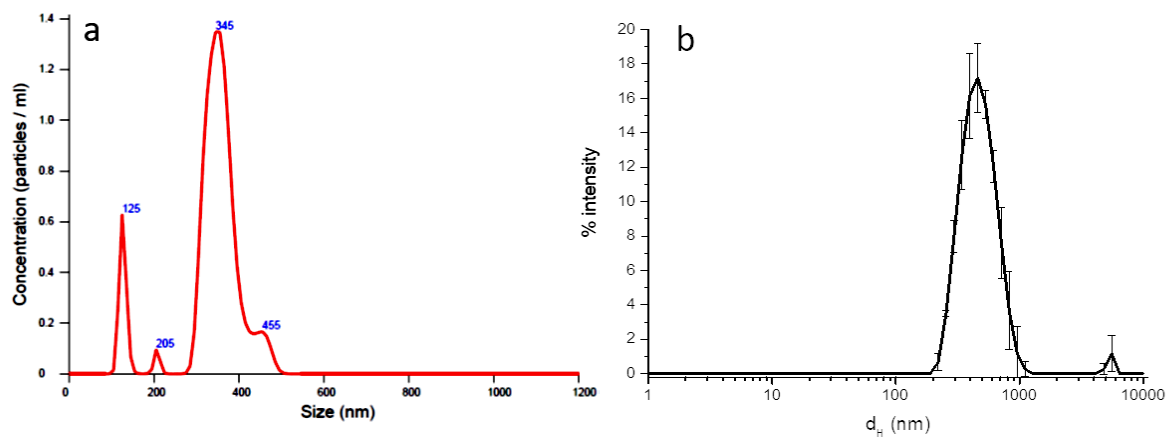 a
1.4
1.2
1.0
0.8
0.6
0.4
0.2
0
345
125
205
455
0 200 400 600 800 1000 1200
Size (nm)
Concentration (particles / ml)
b
20
18
16
14
12
10
8
6
4
2
0
1 10 100 1000 10000
d_H (nm)
% intensity